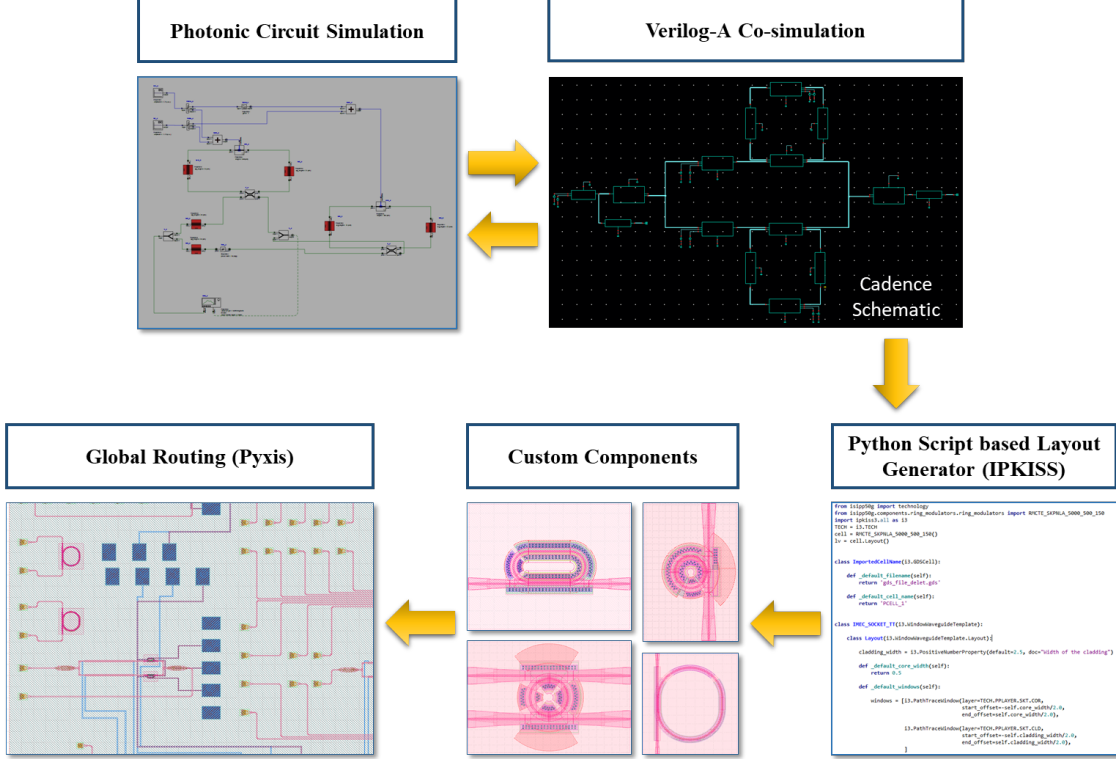 Photonic Circuit Simulation
Verilog-A Co-simulation
Cadence
Schematic
Global Routing (Pyxis)
Custom Components
Python Script based Layout
Generator (IPKISS)
from isipp50g import technology
from isipp50g.components.ring_modulators.ring_modulators import RMCTE_SKPNLA_5000_500_150
import ipkiss3.all as i3
TECH = i3.TECH
cell = RMCTE_SKPNLA_5000_500_150()
lv = cell.Layout()
class ImportedCellName(i3.GDSCell):
def _default_filename(self):
return 'gds_file_delet.gds'
def _default_cell_name(self):
return 'PCELL_1'
class IMEC_SOCKET_TT(i3.WindowWaveguideTemplate):
class Layout(i3.WindowWaveguideTemplate.Layout):
cladding_width = i3.PositiveNumberProperty(default=2.5, doc="Width of the cladding")
def _default_core_width(self):
return 0.5
def _default_windows(self):
windows = [i3.PathTraceWindow(layer=TECH.PPLAYER.SKT.COR,
start_offset=-self.core_width/2.0,
end_offset=self.core_width/2.0),
i3.PathTraceWindow(layer=TECH.PPLAYER.SKT.CLD,
start_offset=-self.cladding_width/2.0,
end_offset=self.cladding_width/2.0),
]